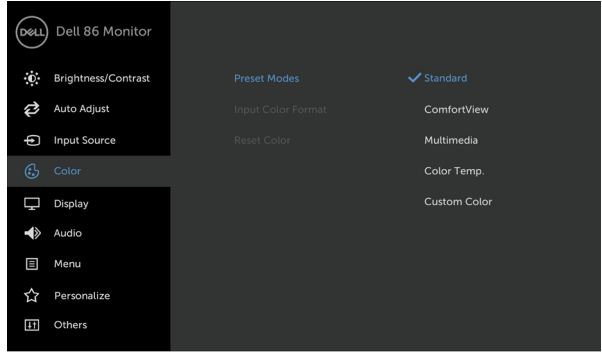 DELL Dell 86 Monitor
Brightness/Contrast
Auto Adjust
Input Source
Color
Display
Audio
Menu
Personalize
Others
Preset Modes
Input Color Format
Reset Color
Standard
ComfortView
Multimedia
Color Temp.
Custom Color